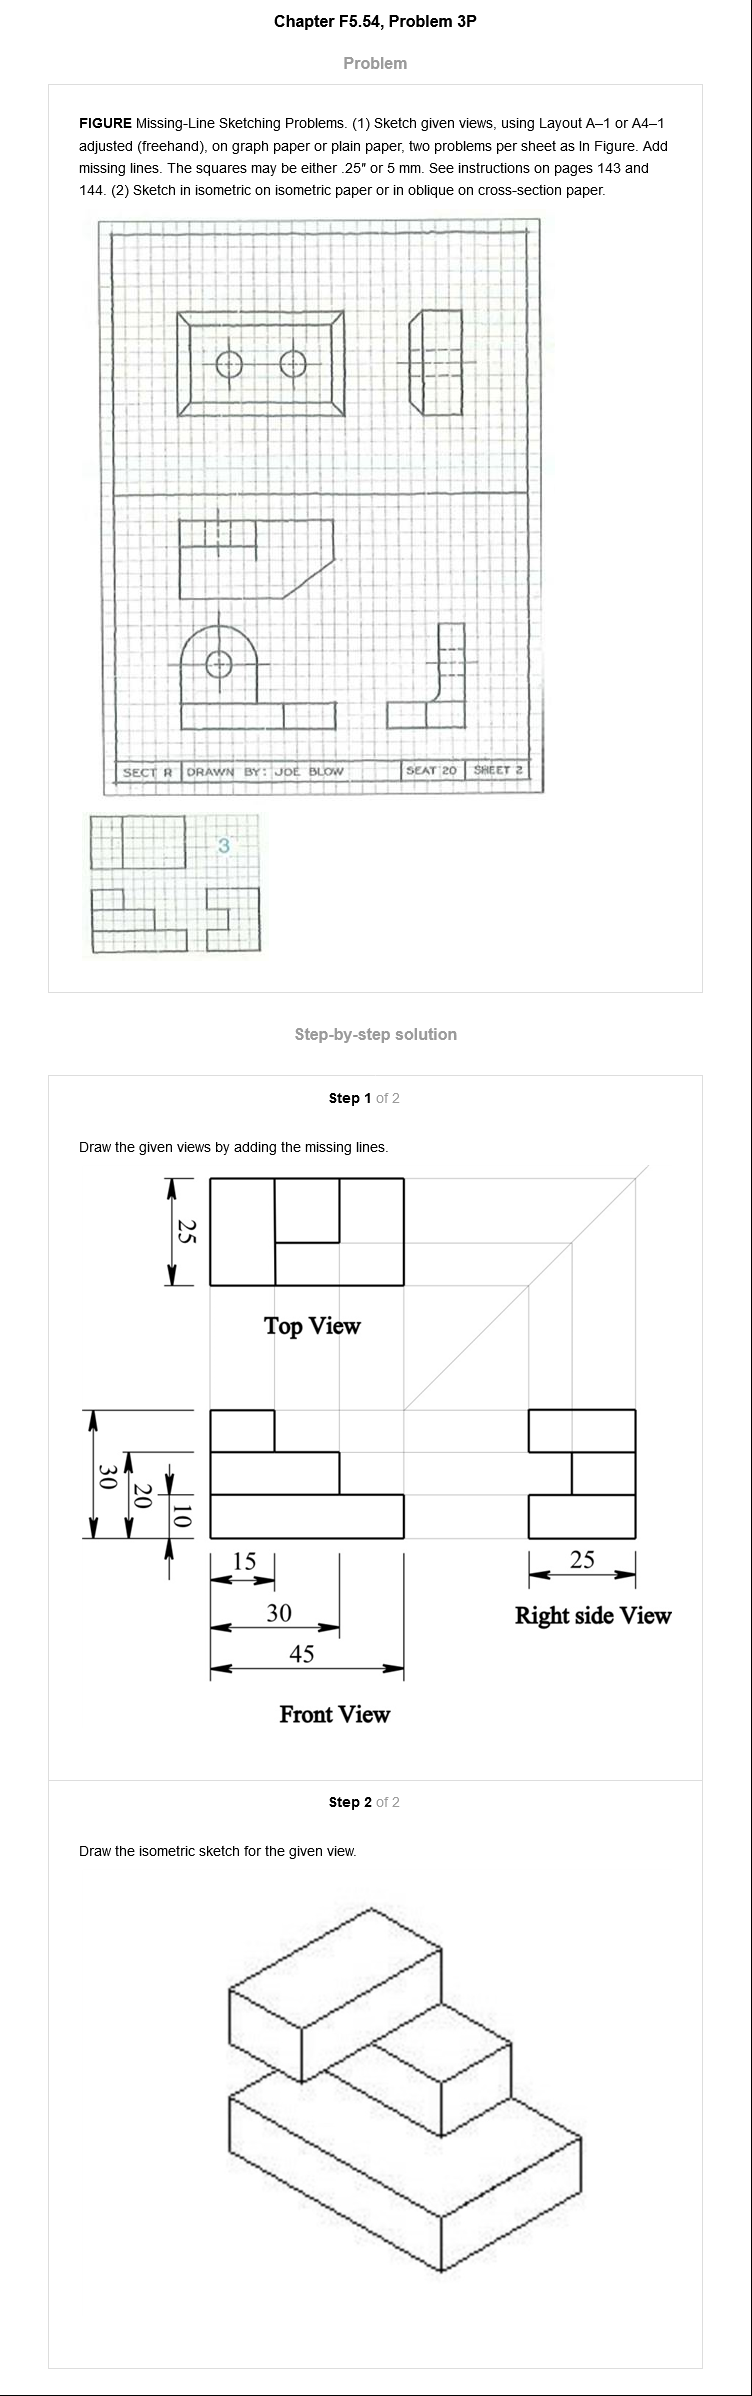 Chapter F5.54, Problem 3P
Problem
FIGURE Missing-Line Sketching Problems. (1) Sketch given views, using Layout A–1 or A4–1
adjusted (freehand), on graph paper or plain paper, two problems per sheet as In Figure. Add
missing lines. The squares may be either .25″ or 5 mm. See instructions on pages 143 and
144. (2) Sketch in isometric on isometric paper or in oblique on cross-section paper.
SECT R DRAWN BY: JOE BLOW SEAT 20 SHEET 2
3
Step-by-step solution
Step 1 of 2
Draw the given views by adding the missing lines.
25
Top View
30
20
10
15
30
45
25
Right side View
Front View
Step 2 of 2
Draw the isometric sketch for the given view.